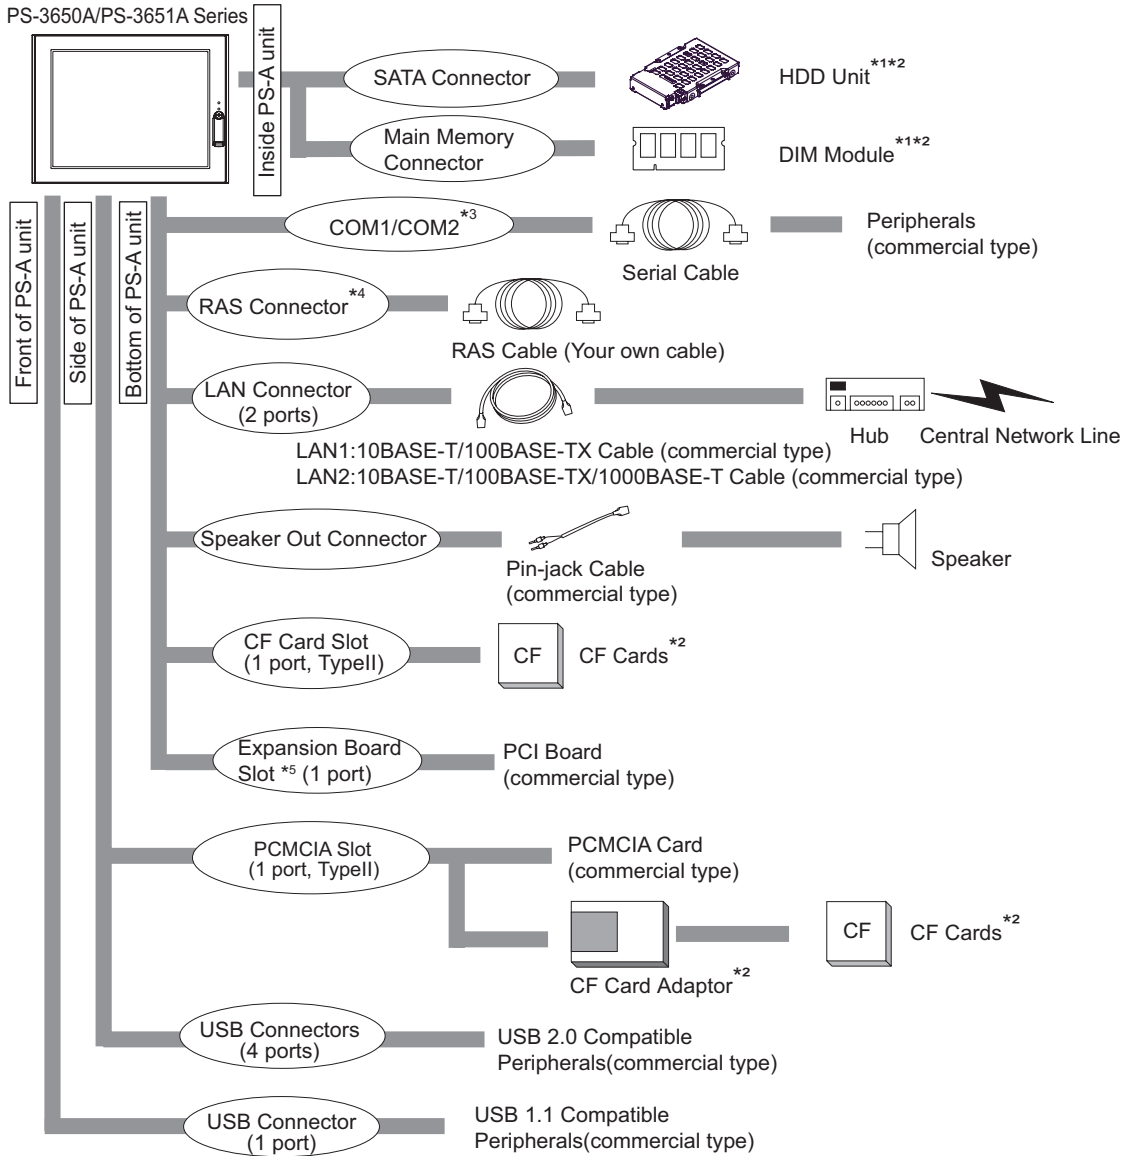 PS-3650A/PS-3651A Series
Inside PS-A unit
SATA Connector
HDD Unit*1*2
Main Memory
Connector
DIM Module*1*2
Front of PS-A unit
Side of PS-A unit
Bottom of PS-A unit
COM1/COM2*3
Serial Cable
Peripherals
(commercial type)
RAS Connector*4
RAS Cable (Your own cable)
LAN Connector
(2 ports)
Hub
Central Network Line
LAN1:10BASE-T/100BASE-TX Cable (commercial type)
LAN2:10BASE-T/100BASE-TX/1000BASE-T Cable (commercial type)
Speaker Out Connector
Pin-jack Cable
(commercial type)
Speaker
CF Card Slot
(1 port, TypeII)
CF
CF Cards*2
Expansion Board
Slot *5 (1 port)
PCI Board
(commercial type)
PCMCIA Slot
(1 port, TypeII)
PCMCIA Card
(commercial type)
CF Card Adaptor*2
CF
CF Cards*2
USB Connectors
(4 ports)
USB 2.0 Compatible
Peripherals(commercial type)
USB Connector
(1 port)
USB 1.1 Compatible
Peripherals(commercial type)